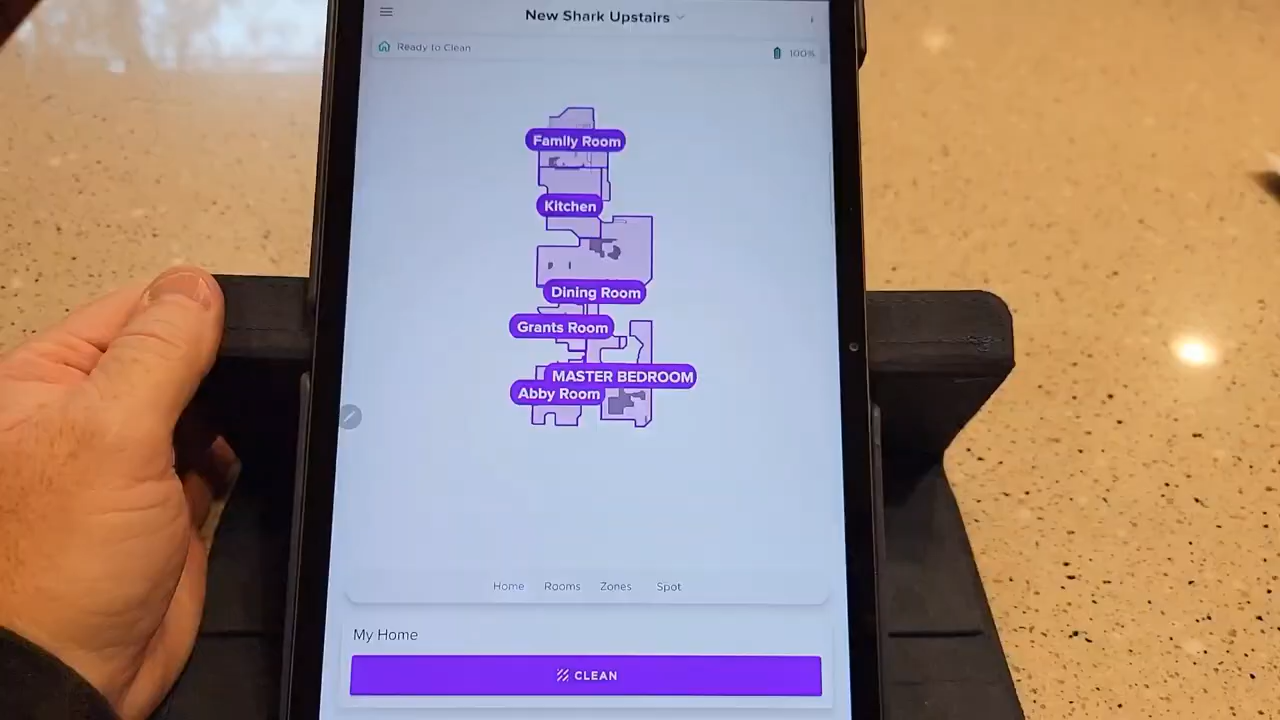 New Shark Upstairs
Ready to Clean
100%
Family Room
Kitchen
Dining Room
Grants Room
MASTER BEDROOM
Abby Room
Home Rooms Zones Spot
My Home
CLEAN